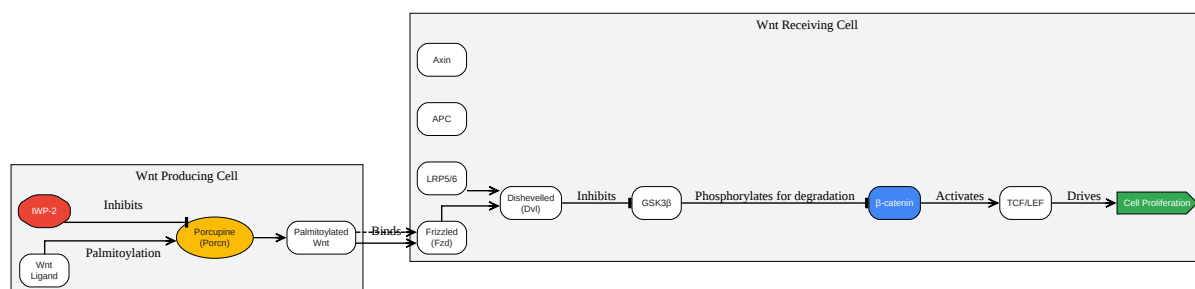 Wnt Receiving Cell
Axin
APC
Wnt Producing Cell
LRP5/6
IWP-2
Inhibits
Dishevelled
(Dvl)
Inhibits
GSK3β
Phosphorylates for degradation
β-catenin
Activates
TCF/LEF
Drives
Cell Proliferation
Porcupine
(Porcn)
Palmitoylated
Wnt
Binds
Frizzled
(Fzd)
Palmitoylation
Wnt
Ligand